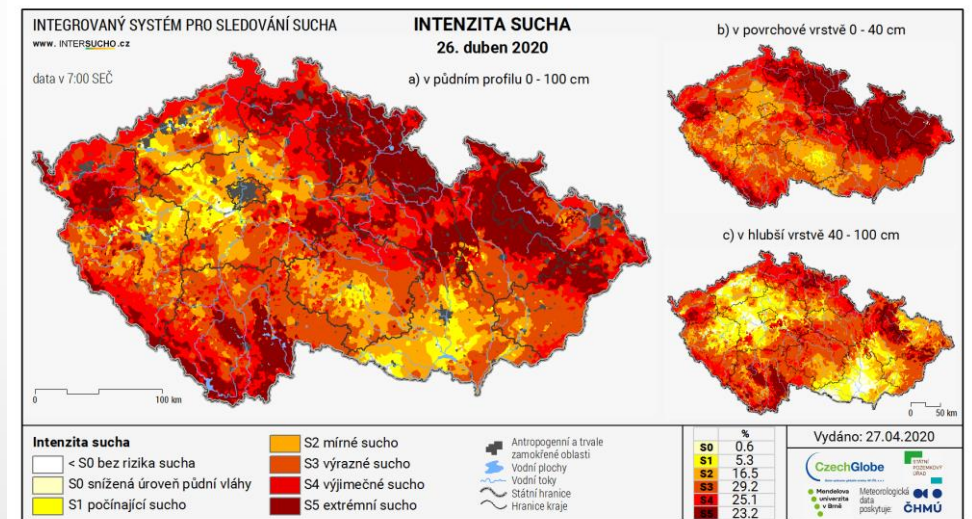 INTEGROVANÝ SYSTÉM PRO SLEDOVÁNÍ SUCHA
www. INTERSUCHO.cz
data v 7:00 SEČ
INTENZITA SUCHA
26. duben 2020
a) v půdním profilu 0 - 100 cm
b) v povrchové vrstvě 0 - 40 cm
c) v hlubší vrstvě 40 - 100 cm
0 100 km
0 50 km
Intenzita sucha
< S0 bez rizika sucha
S0 snížená úroveň půdní vláhy
S1 počínající sucho
S2 mírné sucho
S3 výrazné sucho
S4 výjimečné sucho
S5 extrémní sucho
Antropogenní a trvale
zamokřené oblasti
Vodní plochy
Vodní toky
Státní hranice
Hranice kraje
%
S0 0.6
S1 5.3
S2 16.5
S3 29.2
S4 25.1
S5 23.2
Vydáno: 27.04.2020
CzechGlobe
STÁTNÍ
POZEMKOVÝ
ÚŘAD
Mendelova
univerzita
v Brně
Meteorologická
data
poskytuje:
ČHMÚ